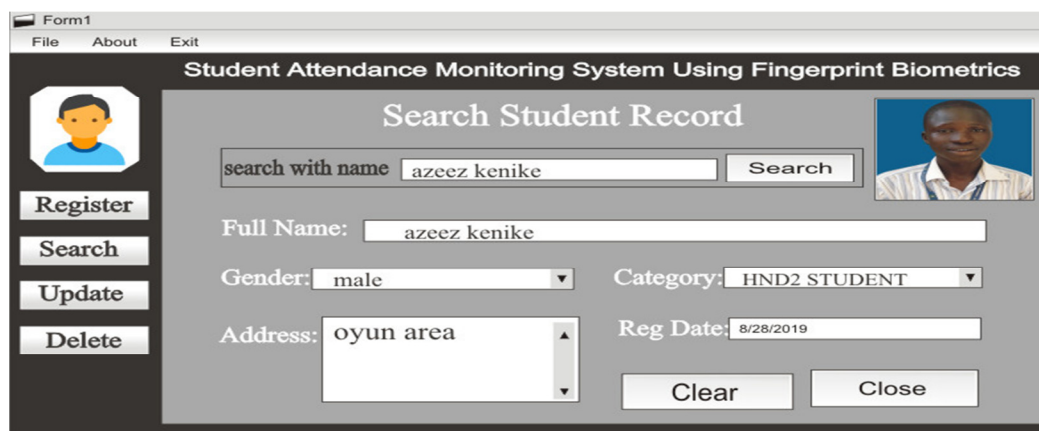 Form1
File About Exit
Student Attendance Monitoring System Using Fingerprint Biometrics
Search Student Record
search with name azeez kenike Search
Register
Full Name: azeez kenike
Search
Gender: male Category: HND2 STUDENT
Update
Address: oyun area Reg Date: 8/28/2019
Delete
Clear Close